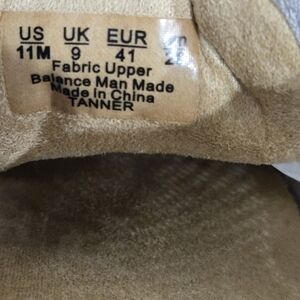 US UK EUR
11M 9 41
Fabric Upper
Balance Man Made
Made in China
TANNER